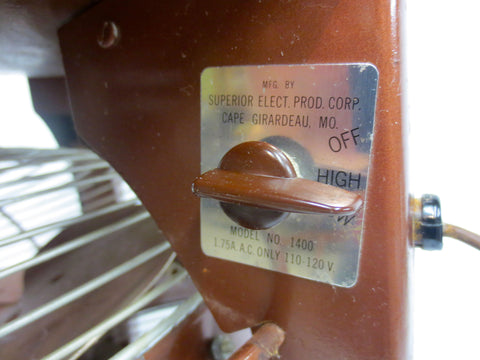 MFG. BY
SUPERIOR ELECT. PROD. CORP.
CAPE GIRARDEAU, MO.
OFF
HIGH
MODEL NO. 1400
1.75A. A.C. ONLY 110-120 V.